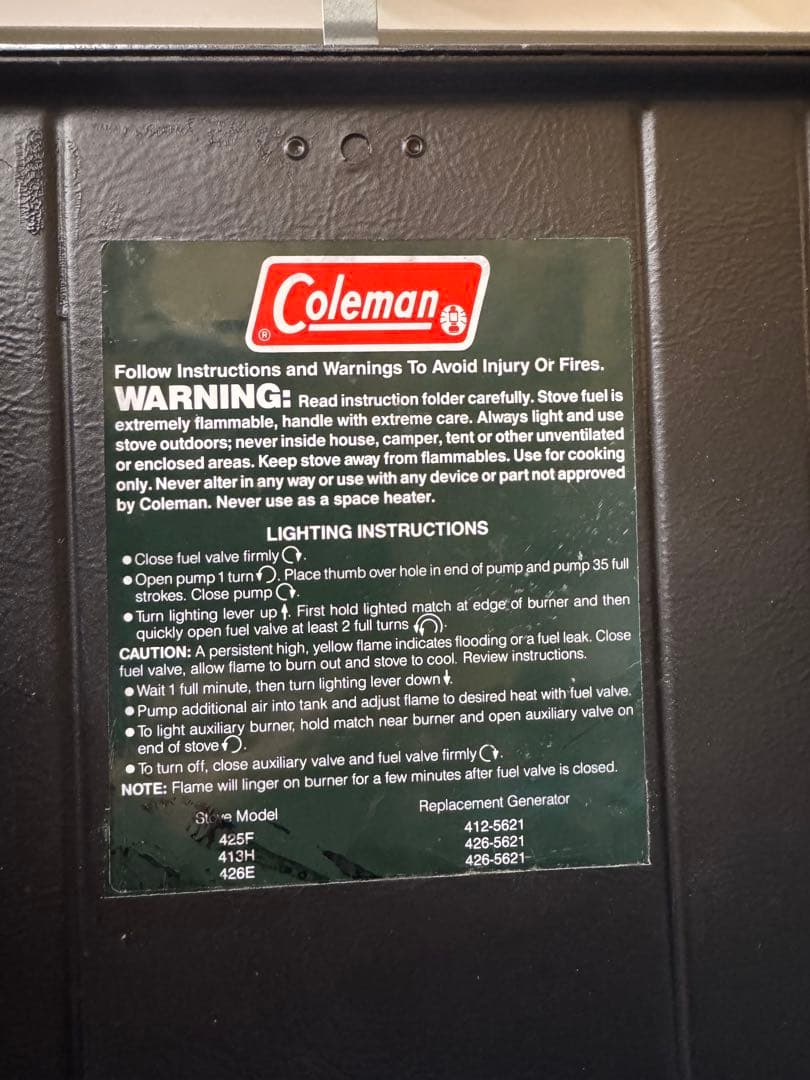 ® Coleman
Follow Instructions and Warnings To Avoid Injury Or Fires.
WARNING: Read instruction folder carefully. Stove fuel is
extremely flammable, handle with extreme care. Always light and use
stove outdoors; never inside house, camper, tent or other unventilated
or enclosed areas. Keep stove away from flammables. Use for cooking
only. Never alter in any way or use with any device or part not approved
by Coleman. Never use as a space heater.
LIGHTING INSTRUCTIONS
● Close fuel valve firmly ↻.
● Open pump 1 turn ↺. Place thumb over hole in end of pump and pump 35 full
strokes. Close pump ↻.
● Turn lighting lever up ↑. First hold lighted match at edge of burner and then
quickly open fuel valve at least 2 full turns ↺.
CAUTION: A persistent high, yellow flame indicates flooding or a fuel leak. Close
fuel valve, allow flame to burn out and stove to cool. Review instructions.
● Wait 1 full minute, then turn lighting lever down ↓.
● Pump additional air into tank and adjust flame to desired heat with fuel valve.
● To light auxiliary burner, hold match near burner and open auxiliary valve on
end of stove ↺.
● To turn off, close auxiliary valve and fuel valve firmly ↻.
NOTE: Flame will linger on burner for a few minutes after fuel valve is closed.
Stove Model Replacement Generator
425F 412-5621
413H 426-5621
426E 426-5621